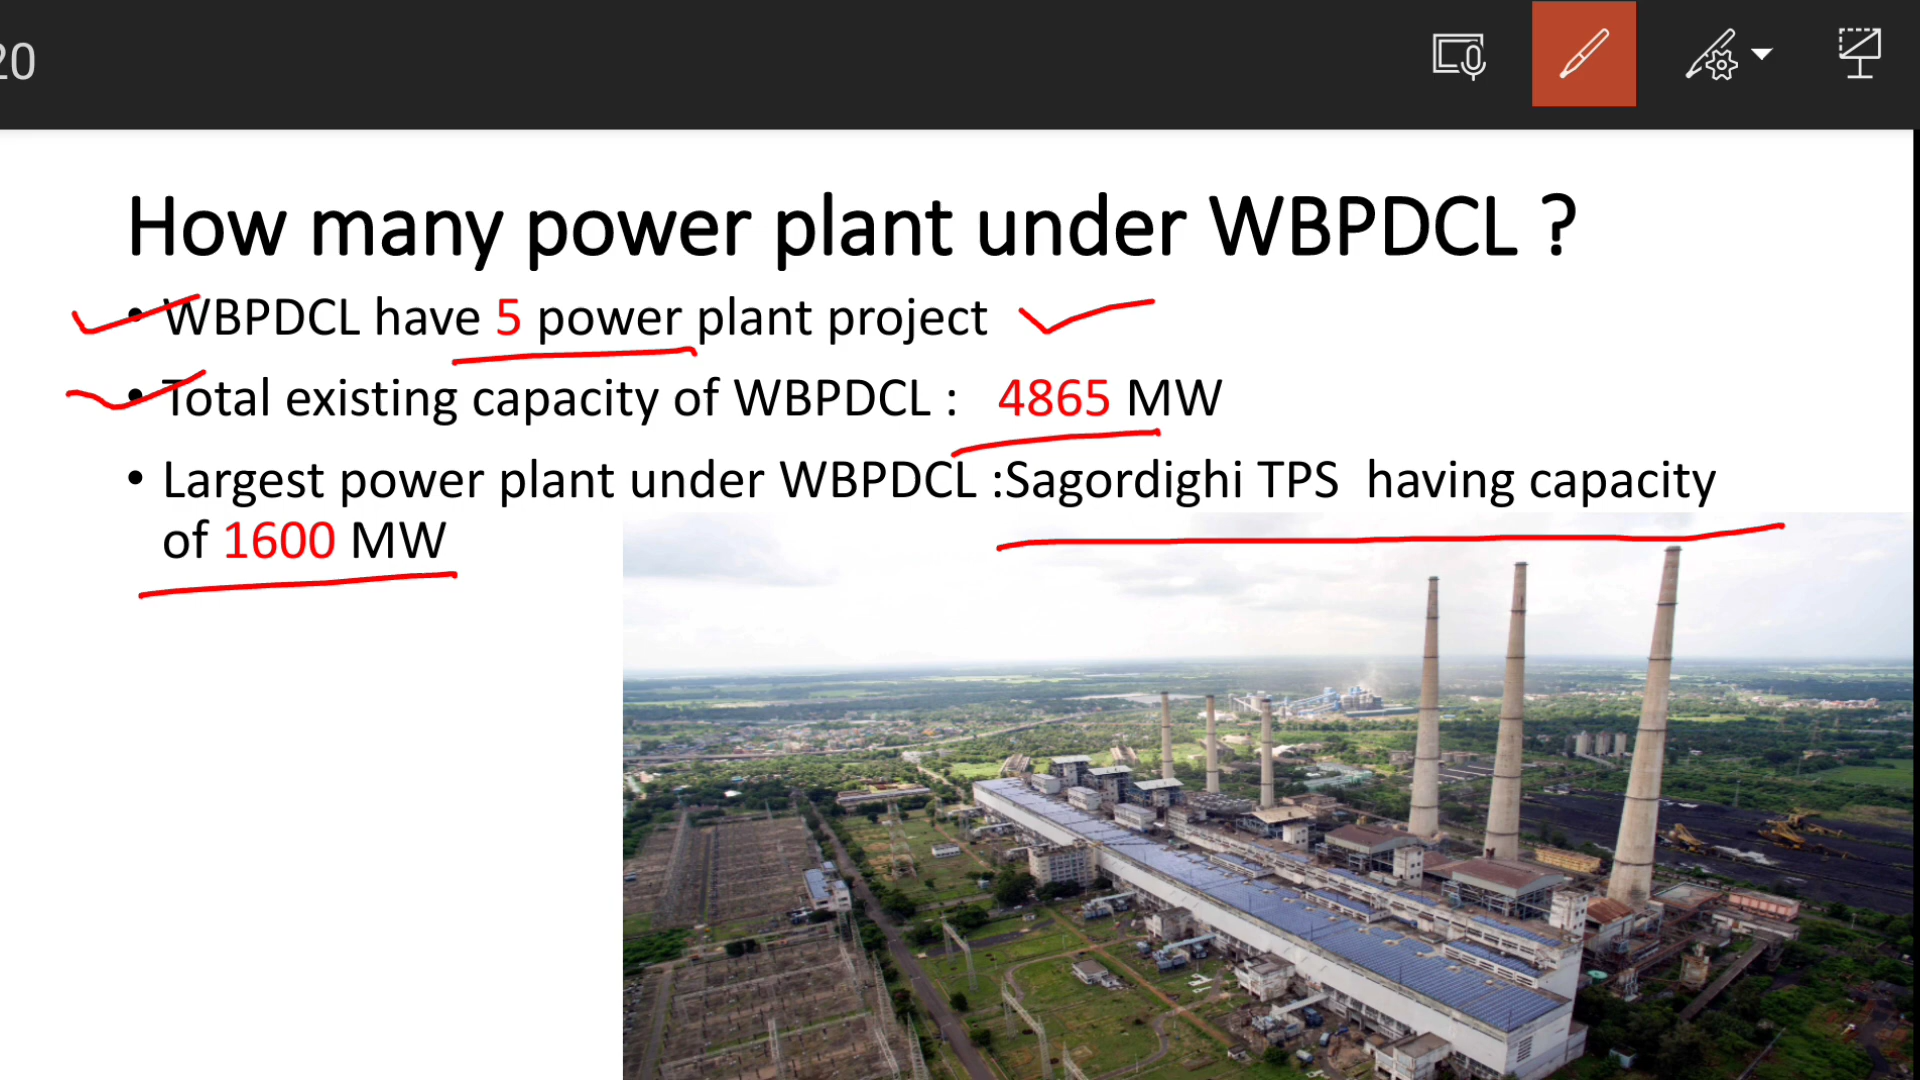 20
How many power plant under WBPDCL ?
• WBPDCL have 5 power plant project
• Total existing capacity of WBPDCL : 4865 MW
• Largest power plant under WBPDCL :Sagordighi TPS having capacity
of 1600 MW